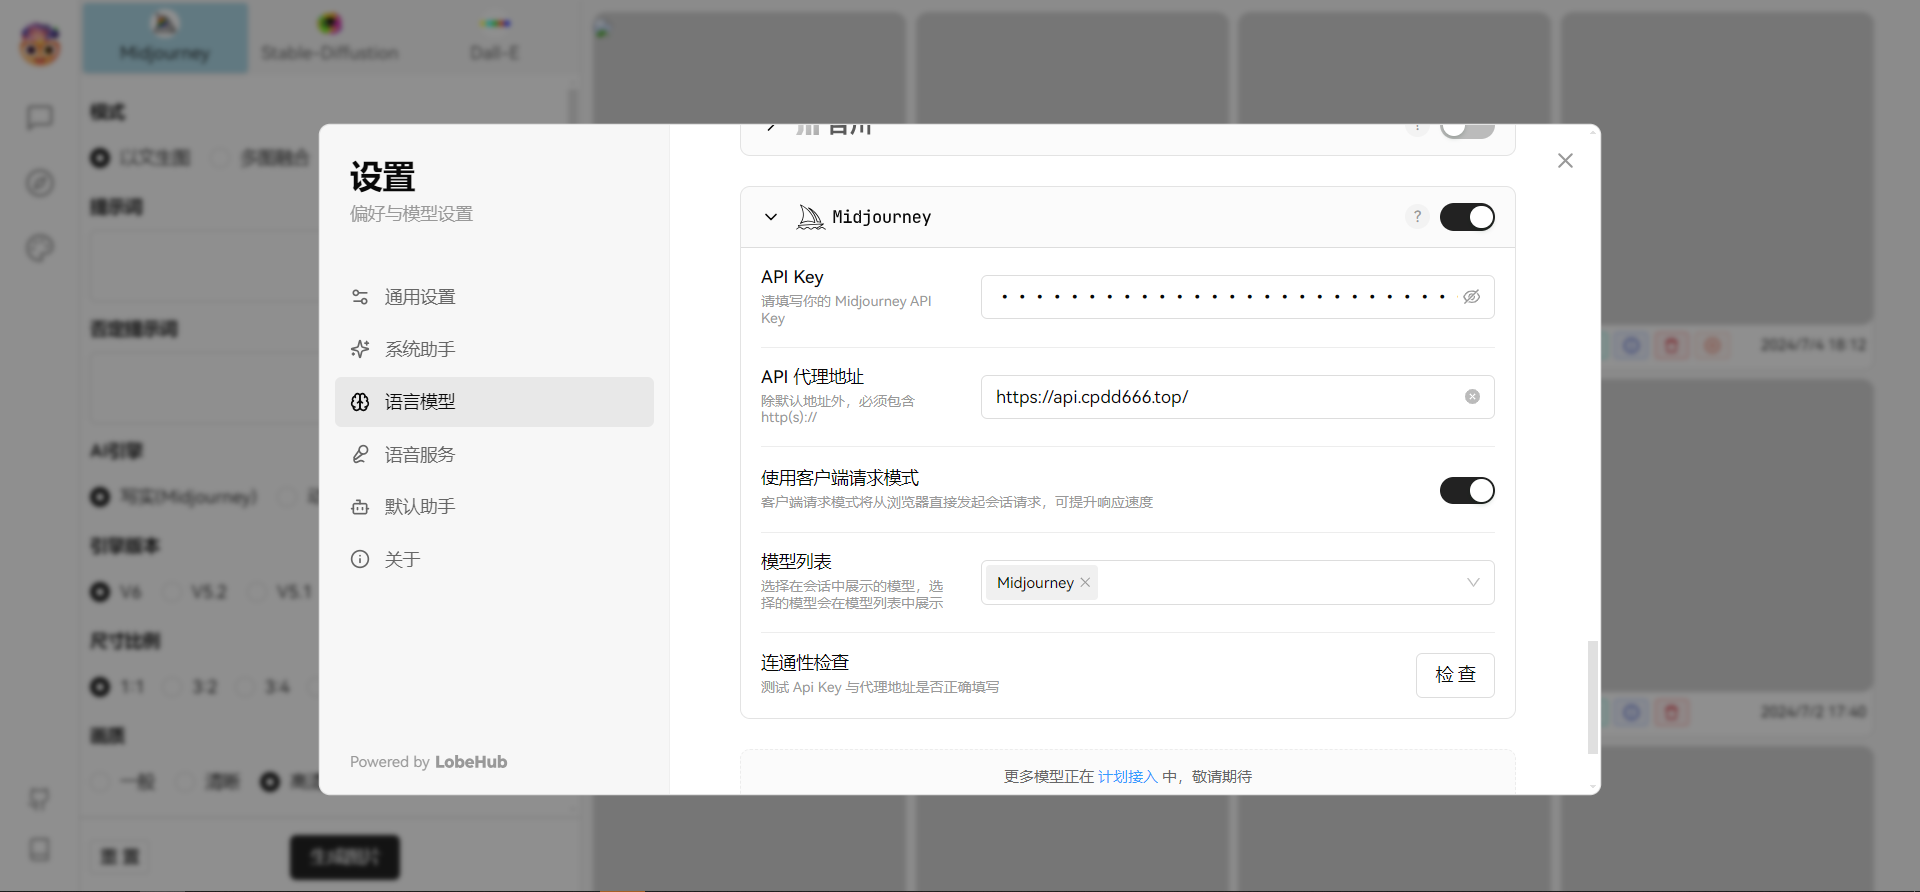 Midjourney
Stable-Diffustion
Dall-E
模式
以文生图
多图融合
提示词
否定提示词
AI引擎
写实(Midjourney)
引擎版本
V6
V5.2
V5.1
尺寸比例
1:1
3:2
3:4
画质
一般
清晰
重 置
生成图片
设置
偏好与模型设置
通用设置
系统助手
语言模型
语音服务
默认助手
关于
Powered by LobeHub
Midjourney
?
API Key
请填写你的 Midjourney API
Key
API 代理地址
除默认地址外，必须包含
http(s)://
https://api.cpdd666.top/
使用客户端请求模式
客户端请求模式将从浏览器直接发起会话请求，可提升响应速度
模型列表
选择在会话中展示的模型，选
择的模型会在模型列表中展示
Midjourney
连通性检查
测试 Api Key 与代理地址是否正确填写
检 查
更多模型正在 计划接入 中，敬请期待
2024/7/4 18:12
2024/7/2 17:40